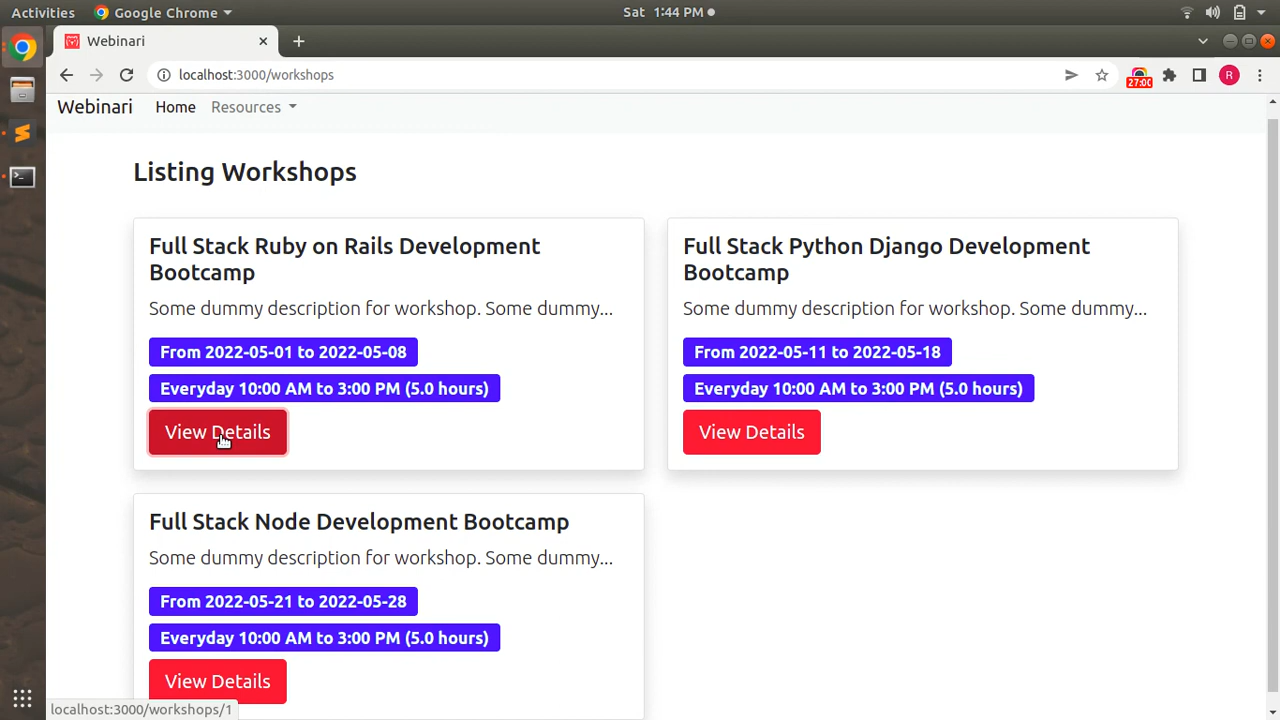 Activities Google Chrome Sat 1:44 PM
Webinari
localhost:3000/workshops 27:00 R
Webinari Home Resources
Listing Workshops
Full Stack Ruby on Rails Development
Bootcamp
Some dummy description for workshop. Some dummy...
From 2022-05-01 to 2022-05-08
Everyday 10:00 AM to 3:00 PM (5.0 hours)
View Details
Full Stack Python Django Development
Bootcamp
Some dummy description for workshop. Some dummy...
From 2022-05-11 to 2022-05-18
Everyday 10:00 AM to 3:00 PM (5.0 hours)
View Details
Full Stack Node Development Bootcamp
Some dummy description for workshop. Some dummy...
From 2022-05-21 to 2022-05-28
Everyday 10:00 AM to 3:00 PM (5.0 hours)
View Details
localhost:3000/workshops/1